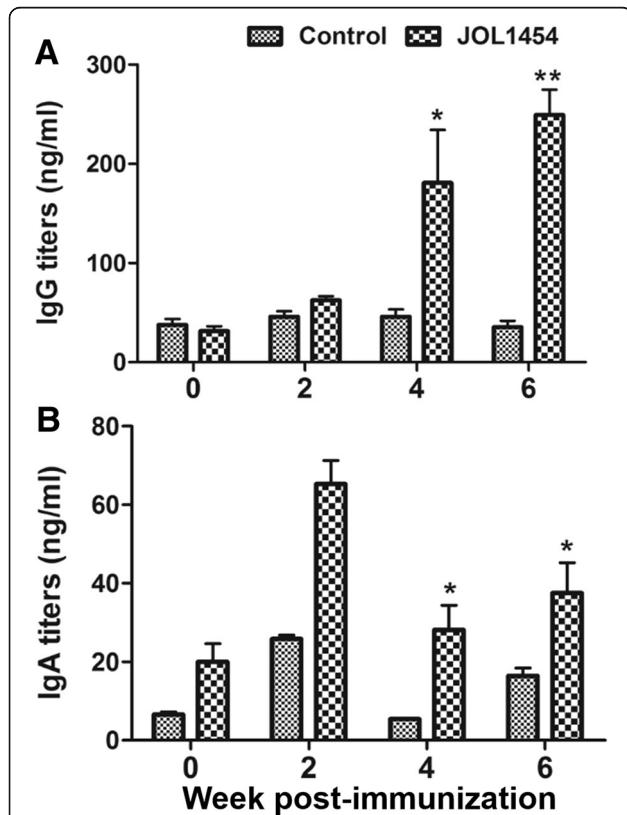 Control JOL1454
A
300
**
*
200
IgG titers (ng/ml)
100
0
0 2 4 6
B
80
60
*
*
40
IgA titers (ng/ml)
20
0
0 2 4 6
Week post-immunization